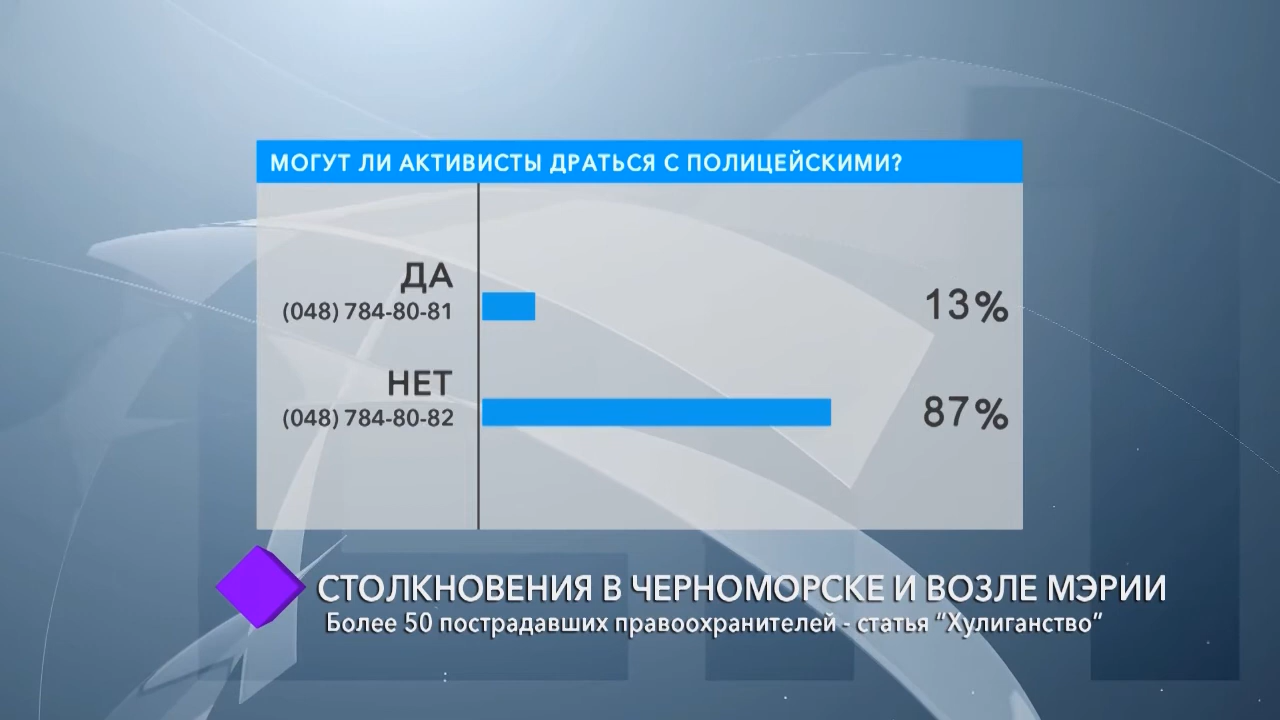 МОГУТ ЛИ АКТИВИСТЫ ДРАТЬСЯ С ПОЛИЦЕЙСКИМИ?
ДА
(048) 784-80-81
13%
НЕТ
(048) 784-80-82
87%
СТОЛКНОВЕНИЯ В ЧЕРНОМОРСКЕ И ВОЗЛЕ МЭРИИ
Более 50 пострадавших правоохранителей - статья "Хулиганство"